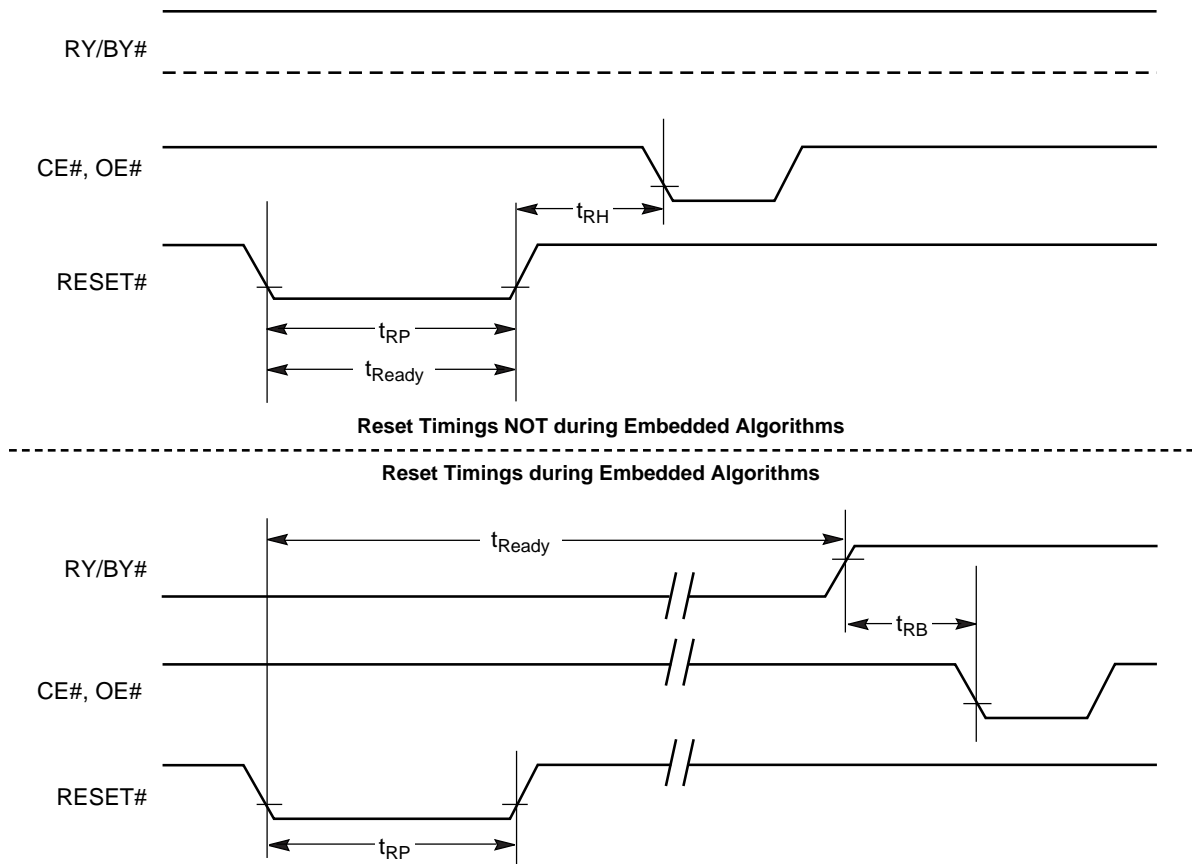 RY/BY#
CE#, OE#
tRH
RESET#
tRP
tReady
Reset Timings NOT during Embedded Algorithms
Reset Timings during Embedded Algorithms
tReady
RY/BY#
tRB
CE#, OE#
RESET#
tRP